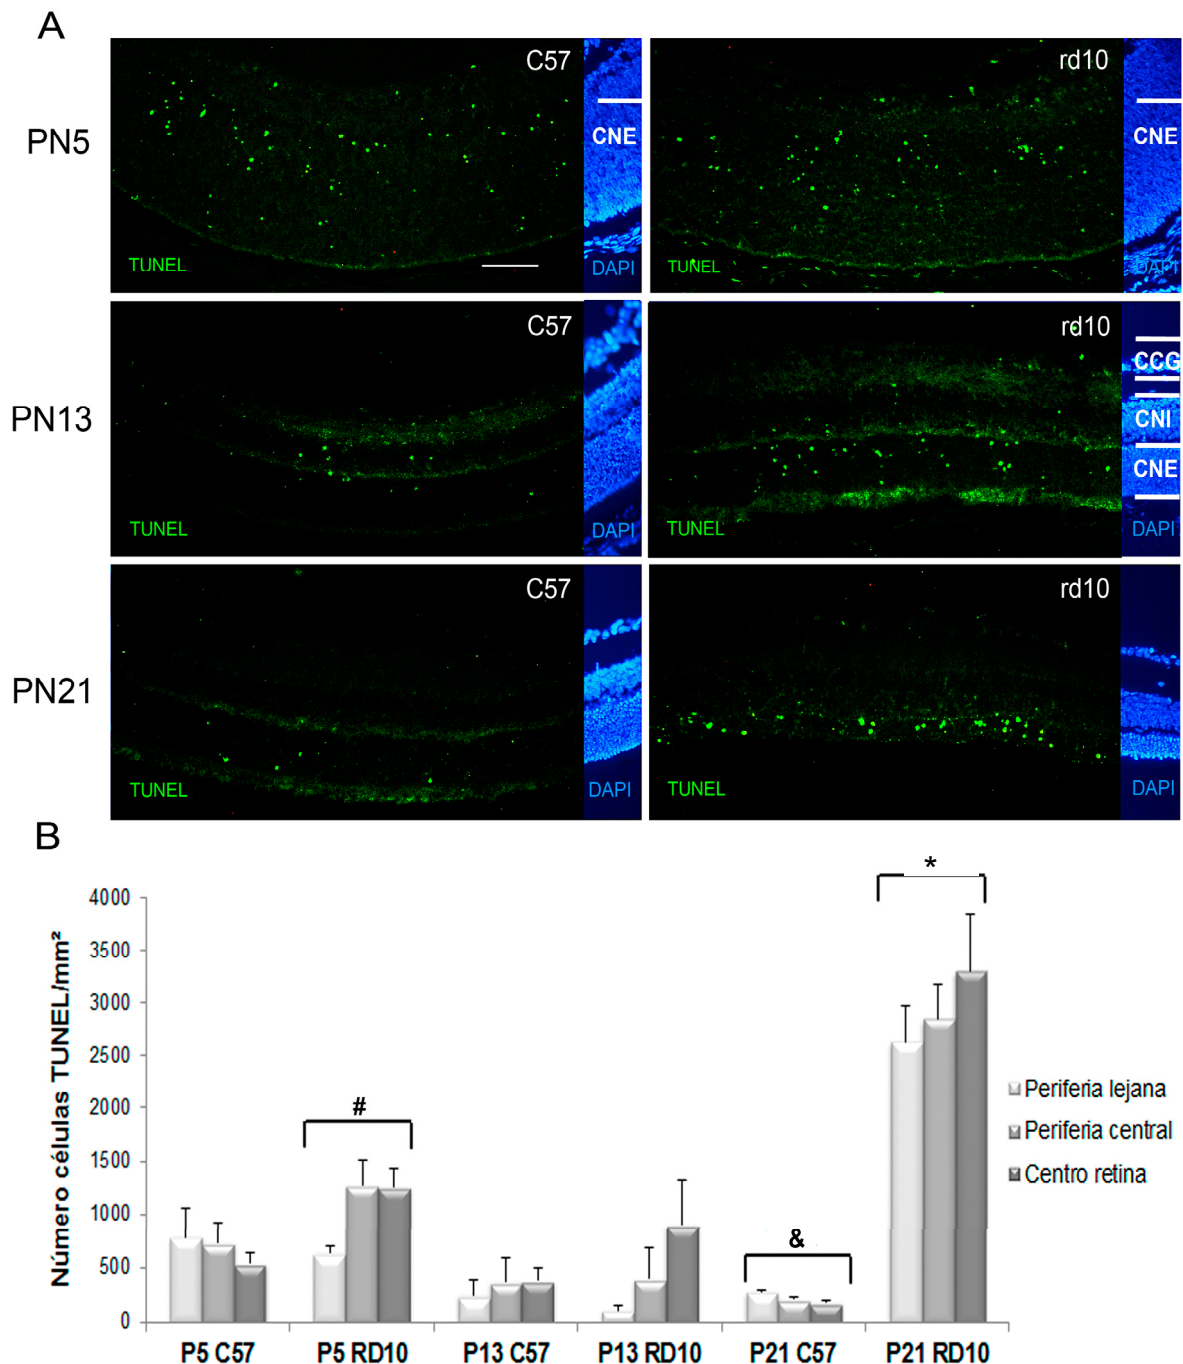 A
PN5
C57
CNE
TUNEL
DAPI
rd10
CNE
TUNEL
DAPI
PN13
C57
TUNEL
DAPI
rd10
CCG
CNI
CNE
TUNEL
DAPI
PN21
C57
TUNEL
DAPI
rd10
TUNEL
DAPI
B
Número células TUNEL/mm²
4000
3500
3000
2500
2000
1500
1000
500
0
#
&
*
P5 C57
P5 RD10
P13 C57
P13 RD10
P21 C57
P21 RD10
Periferia lejana
Periferia central
Centro retina